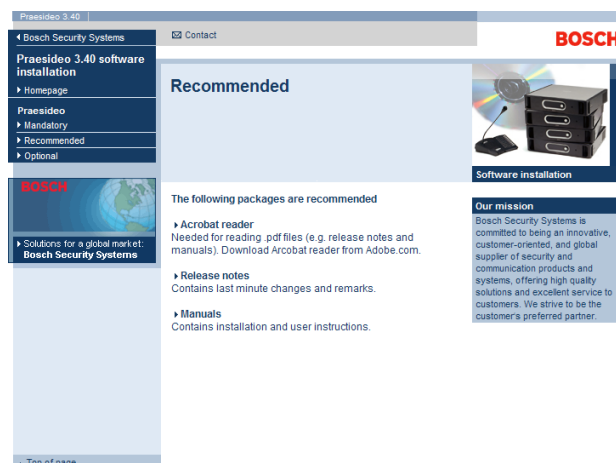 Praesideo 3.40
Bosch Security Systems
Contact
BOSCH
Praesideo 3.40 software
installation
Homepage
Praesideo
Mandatory
Recommended
Optional
BOSCH
Solutions for a global market:
Bosch Security Systems
Recommended
Software installation
The following packages are recommended
Acrobat reader
Needed for reading .pdf files (e.g. release notes and
manuals). Download Arcobat reader from Adobe.com.
Release notes
Contains last minute changes and remarks.
Manuals
Contains installation and user instructions.
Our mission
Bosch Security Systems is
committed to being an innovative,
customer-oriented, and global
supplier of security and
communication products and
systems, offering high quality
solutions and excellent service to
customers. We strive to be the
customer's preferred partner.
Top of page